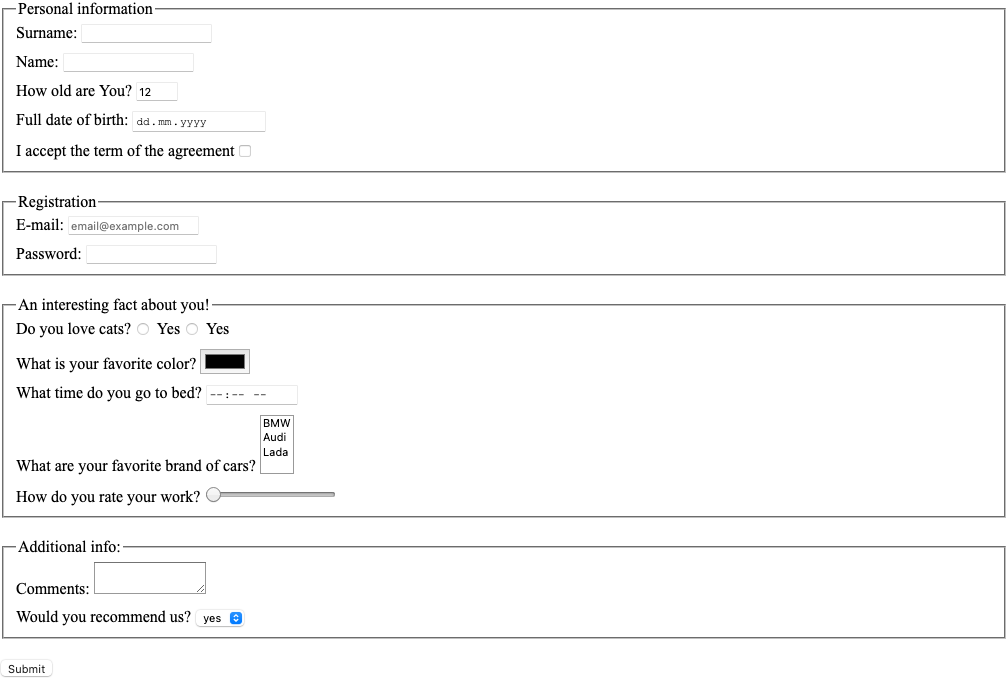 Personal information
Surname:
Name:
How old are You? 12
Full date of birth: dd.mm.yyyy
I accept the term of the agreement
Registration
E-mail: email@example.com
Password:
An interesting fact about you!
Do you love cats? Yes Yes
What is your favorite color?
What time do you go to bed? --:-- --
BMW
Audi
Lada
What are your favorite brand of cars?
How do you rate your work?
Additional info:
Comments:
Would you recommend us? yes
Submit